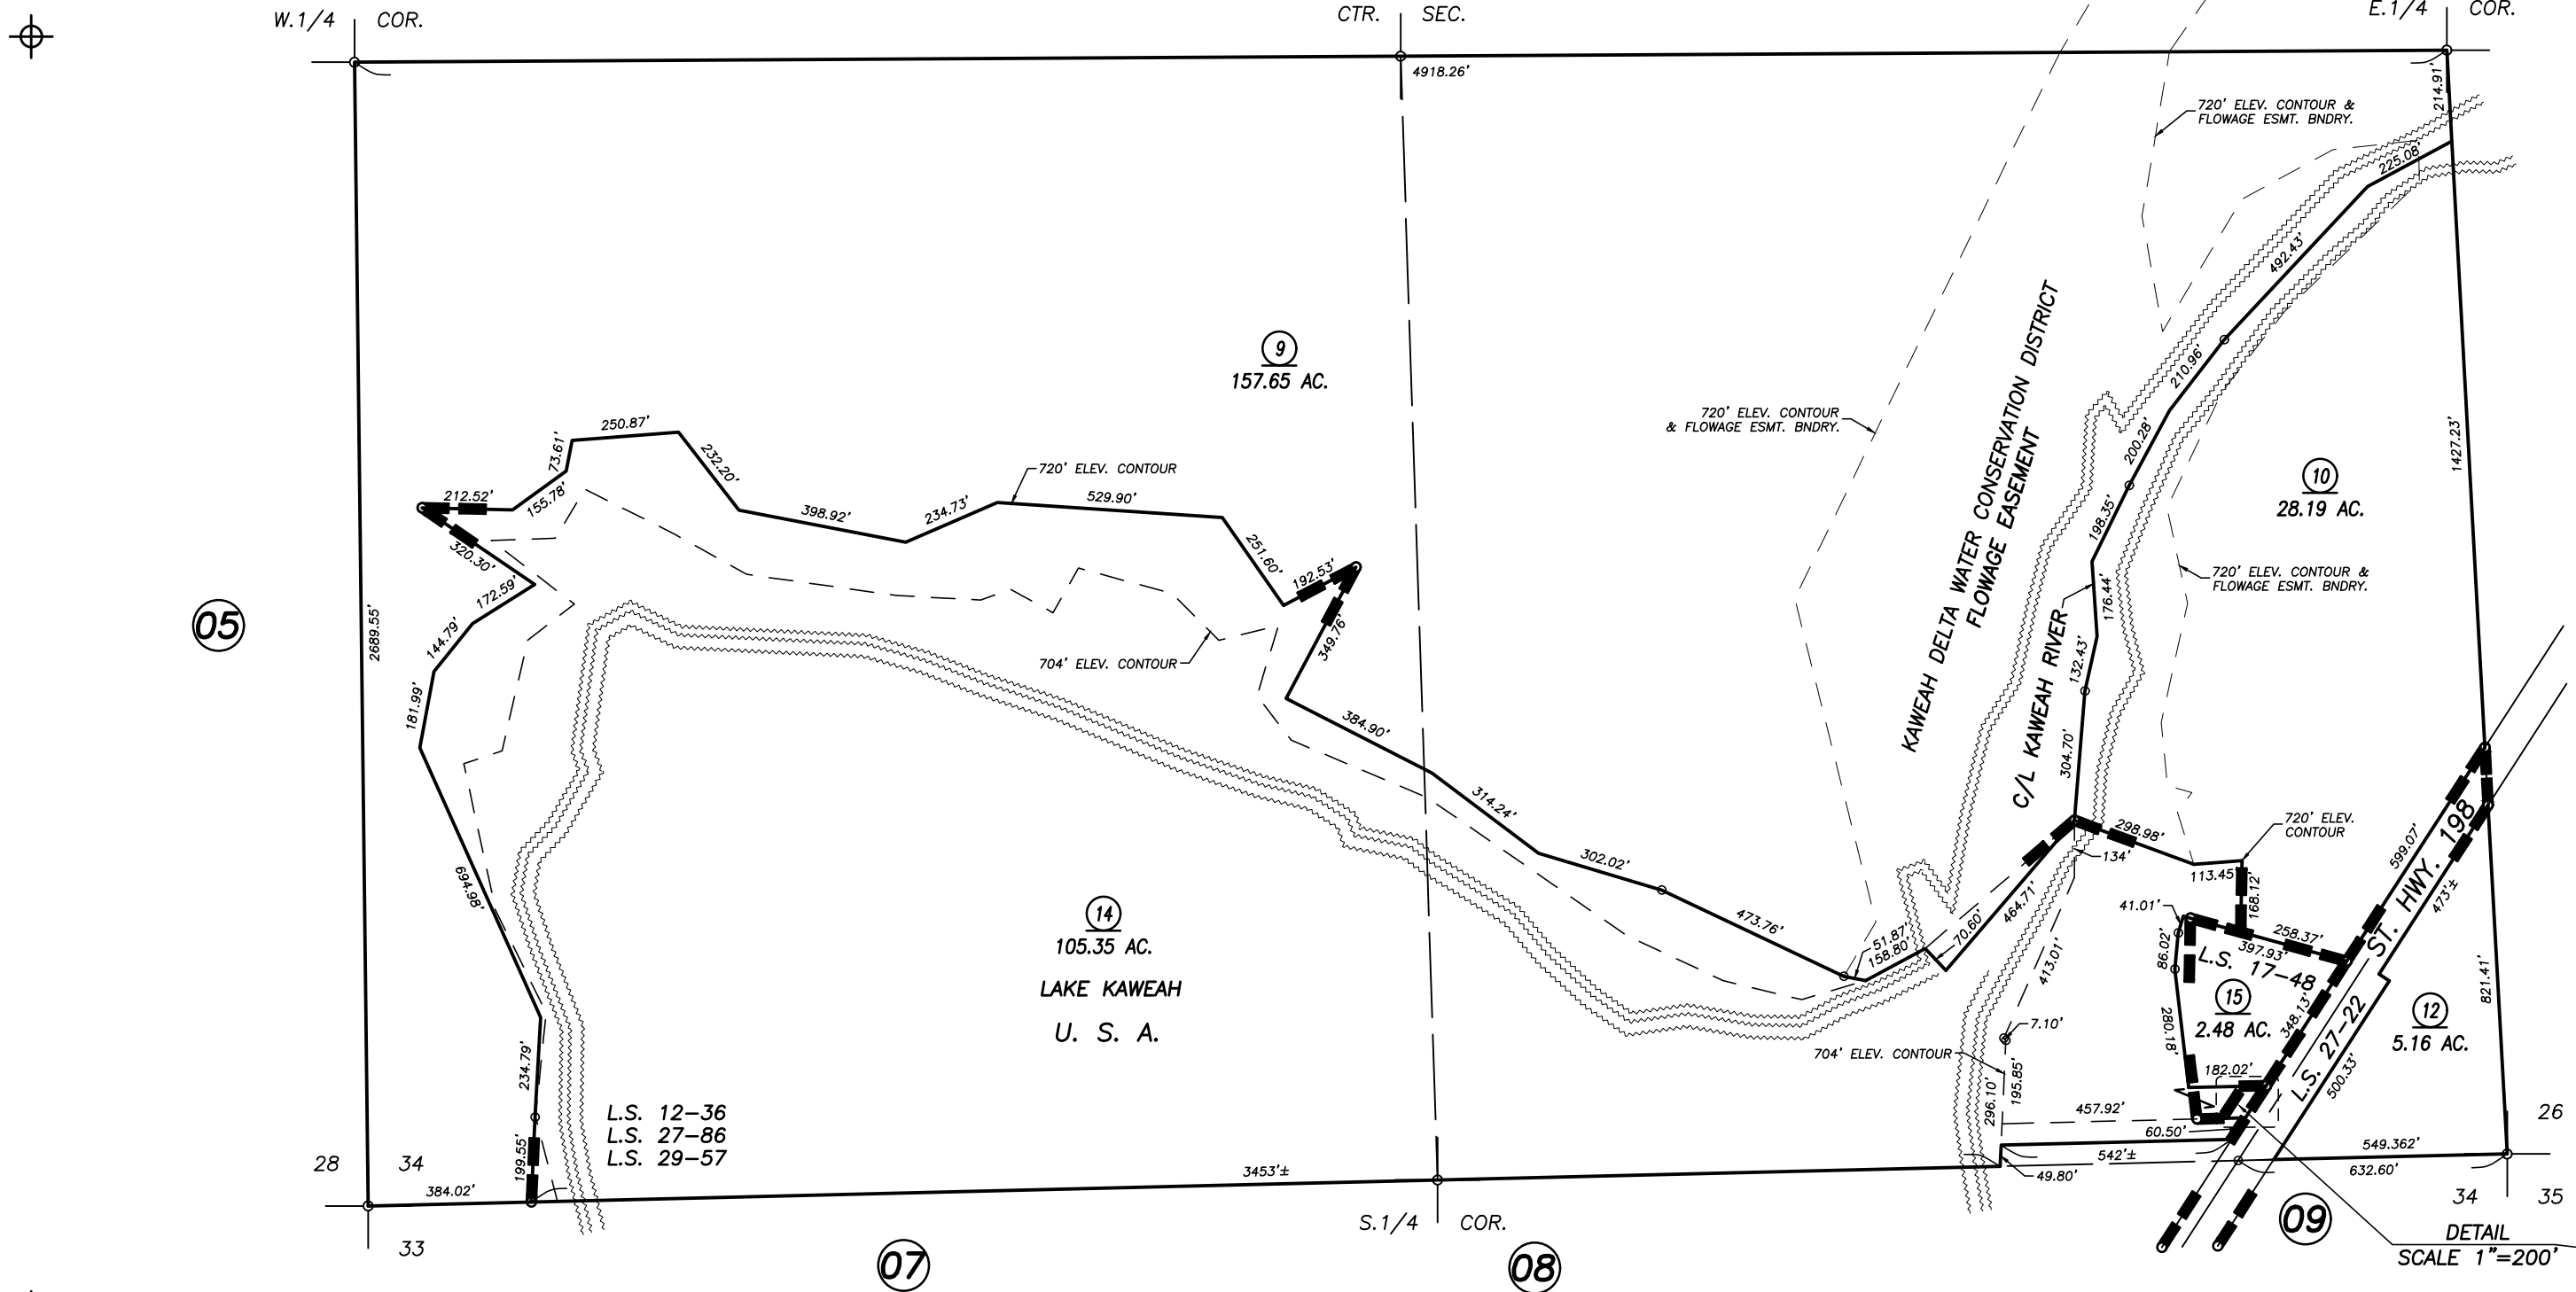 W.1/4 COR.
CTR. SEC.
E.1/4 COR.
4918.26'
214.91'
720' ELEV. CONTOUR &
FLOWAGE ESMT. BNDRY.
225.08'
492.43'
9
157.65 AC.
210.96'
KAWEAH DELTA WATER CONSERVATION DISTRICT
FLOWAGE EASEMENT
720' ELEV. CONTOUR
& FLOWAGE ESMT. BNDRY.
200.28'
1427.23'
10
28.19 AC.
250.87'
73.61'
232.20'
720' ELEV. CONTOUR
212.52'
155.78'
398.92'
234.73'
529.90'
251.60'
192.53'
198.35'
320.30'
172.59'
720' ELEV. CONTOUR &
FLOWAGE ESMT. BNDRY.
176.44'
05
2689.55'
144.79'
349.76'
704' ELEV. CONTOUR
132.43'
C/L KAWEAH RIVER
181.99'
384.90'
304.70'
314.24'
298.98'
720' ELEV.
CONTOUR
134'
113.45'
168.12'
599.07'
ST. HWY. 198
473'±
302.02'
694.98'
14
105.35 AC.
LAKE KAWEAH
U. S. A.
473.76'
51.87'
158.80'
70.60'
464.71'
413.01'
41.01'
86.02'
258.37'
397.93'
L.S. 17-48
15
2.48 AC.
348.13'
280.18'
821.41'
12
5.16 AC.
L.S. 27-22
500.33'
7.10'
704' ELEV. CONTOUR
234.79'
182.02'
296.10'
195.85'
457.92'
60.50'
L.S. 12-36
L.S. 27-86
L.S. 29-57
199.55'
26
28 34
384.02'
3453'±
542'±
49.80'
549.362'
632.60'
34 35
33
S.1/4 COR.
07
08
09
DETAIL
SCALE 1"=200'